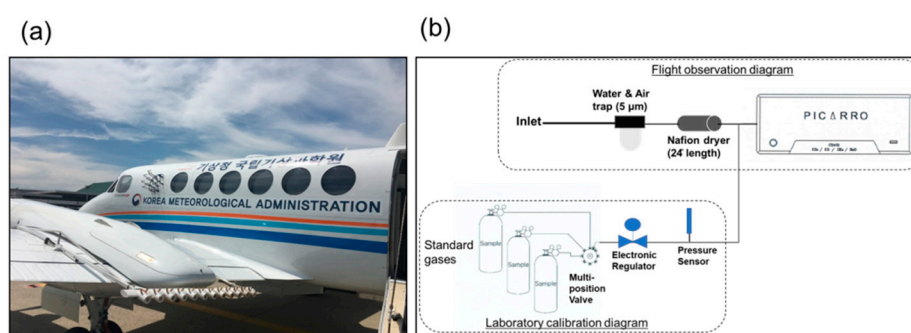 (a)
(b)
기상청 국립기상과학원
KOREA METEOROLOGICAL ADMINISTRATION
Flight observation diagram
Water & Air
trap (5 μm)
Inlet
Nafion dryer
(24' length)
PICARRO
Standard
gases
Sample
Sample
Sample
Multi-
position
Valve
Electronic
Regulator
Pressure
Sensor
Laboratory calibration diagram